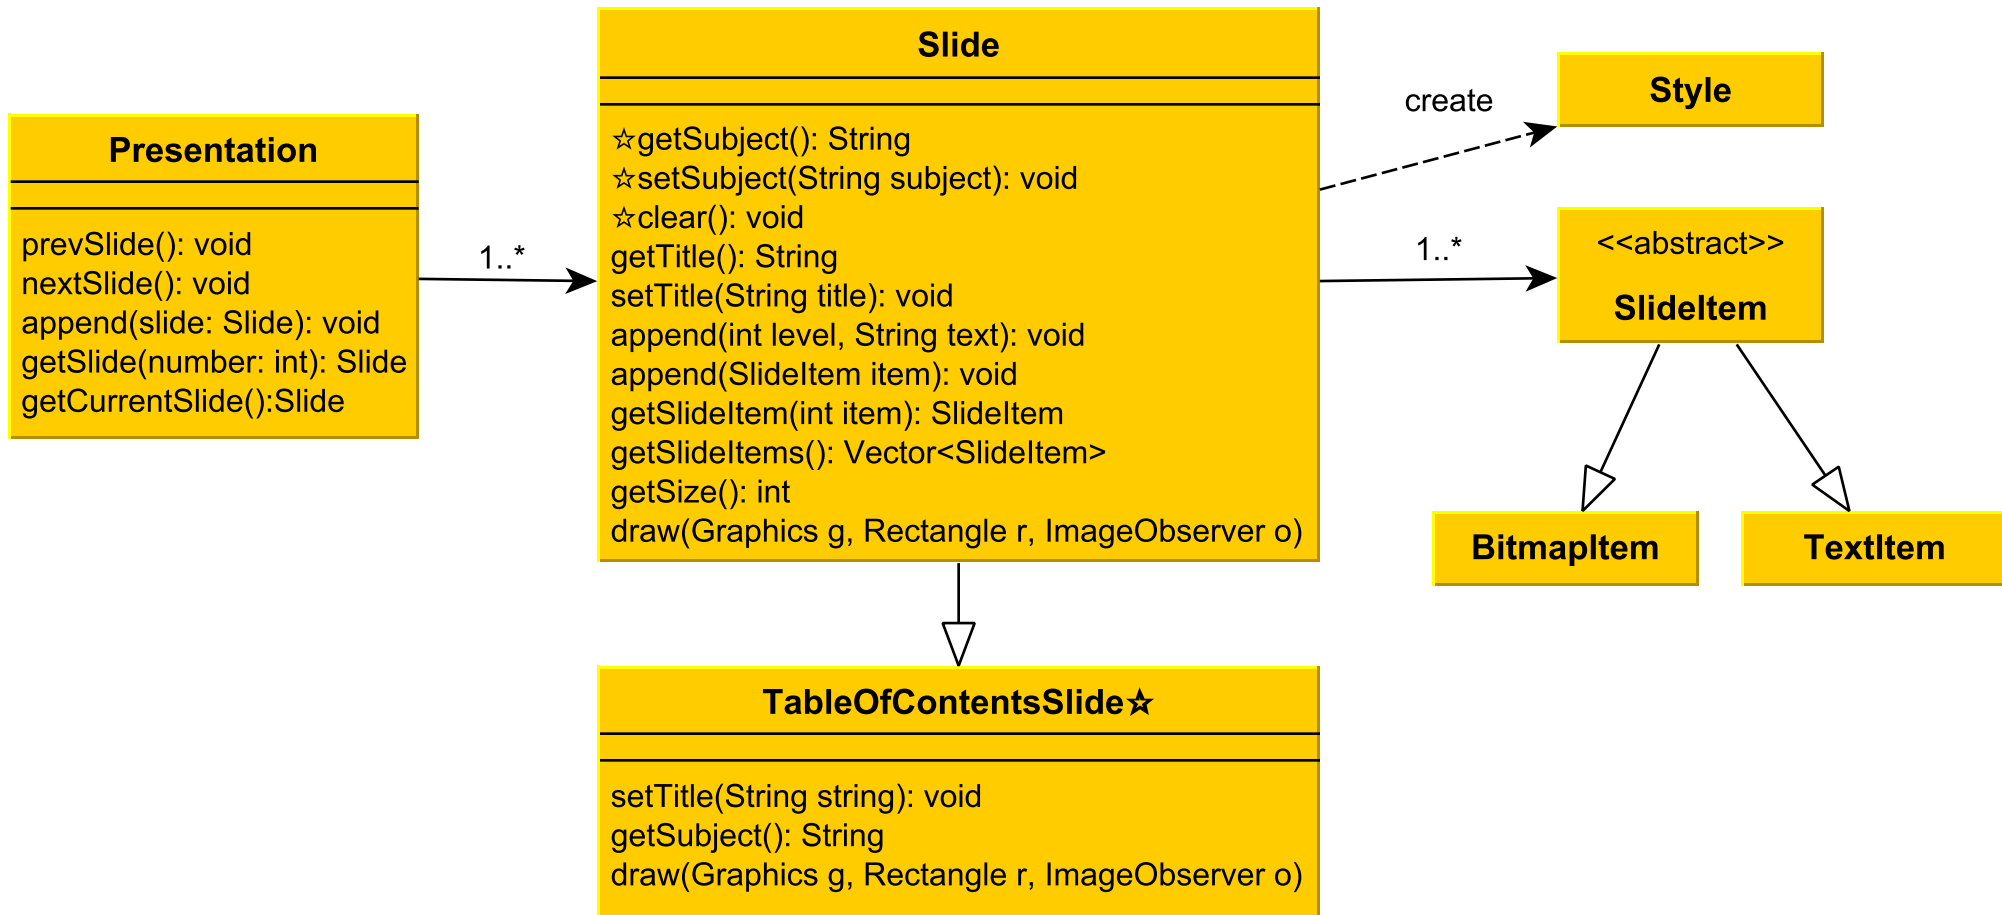 Presentation
prevSlide(): void
nextSlide(): void
append(slide: Slide): void
getSlide(number: int): Slide
getCurrentSlide():Slide
1..*
Slide
☆getSubject(): String
☆setSubject(String subject): void
☆clear(): void
getTitle(): String
setTitle(String title): void
append(int level, String text): void
append(SlideItem item): void
getSlideItem(int item): SlideItem
getSlideItems(): Vector<SlideItem>
getSize(): int
draw(Graphics g, Rectangle r, ImageObserver o)
create
Style
1..*
<<abstract>>
SlideItem
BitmapItem
TextItem
TableOfContentsSlide☆
setTitle(String string): void
getSubject(): String
draw(Graphics g, Rectangle r, ImageObserver o)